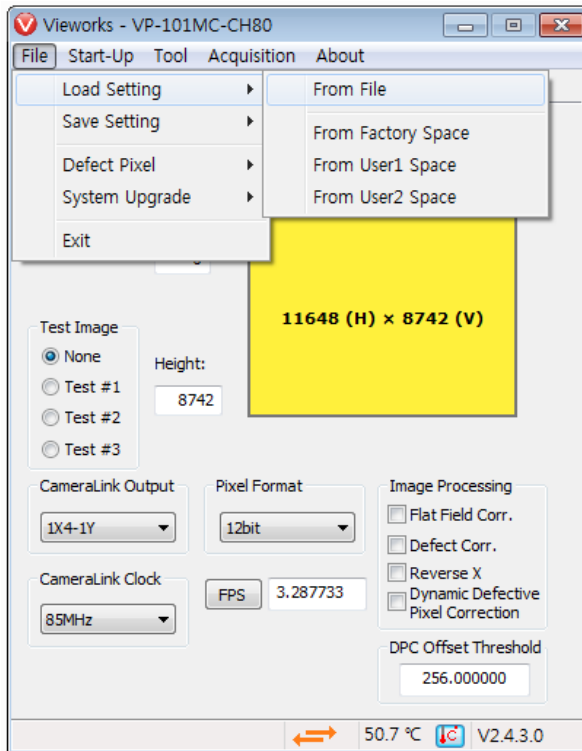 Vieworks - VP-101MC-CH80
File Start-Up Tool Acquisition About
Load Setting
Save Setting
Defect Pixel
System Upgrade
Exit
From File
From Factory Space
From User1 Space
From User2 Space
11648 (H) × 8742 (V)
Test Image
None
Test #1
Test #2
Test #3
Height:
8742
CameraLink Output
1X4-1Y
Pixel Format
12bit
Image Processing
Flat Field Corr.
Defect Corr.
Reverse X
Dynamic Defective
Pixel Correction
CameraLink Clock
85MHz
FPS 3.287733
DPC Offset Threshold
256.000000
50.7 ℃ V2.4.3.0